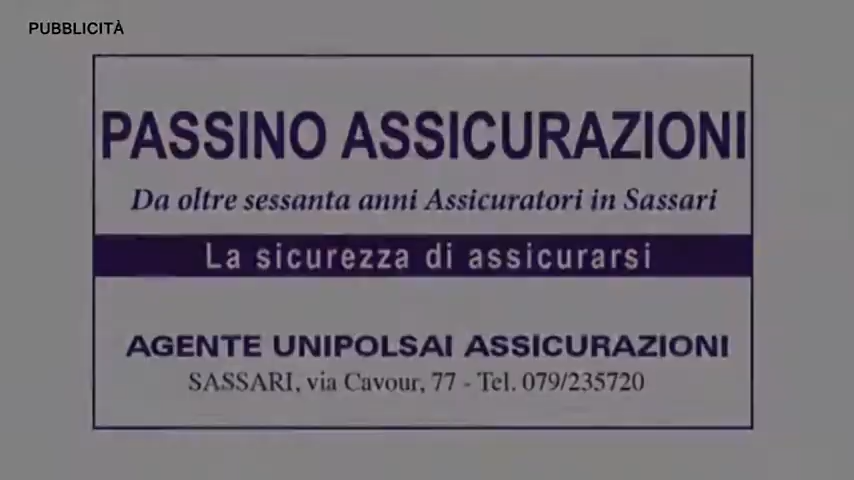 PUBBLICITÀ
PASSINO ASSICURAZIONI
Da oltre sessanta anni Assicuratori in Sassari
La sicurezza di assicurarsi
AGENTE UNIPOLSAI ASSICURAZIONI
SASSARI, via Cavour, 77 - Tel. 079/235720